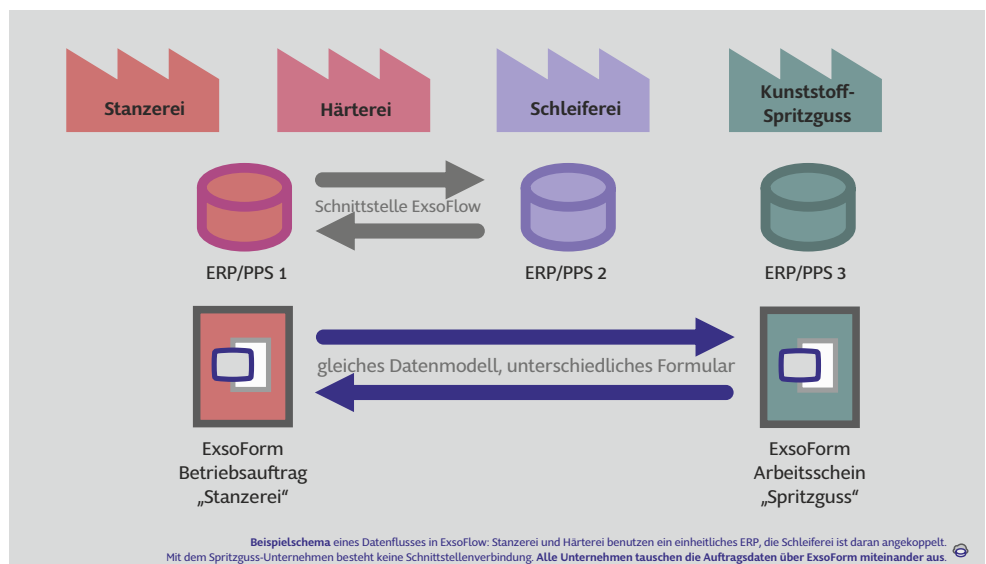 Stanzerei
Härterei
Schleiferei
Kunststoff-
Spritzguss
Schnittstelle ExsoFlow
ERP/PPS 1
ERP/PPS 2
ERP/PPS 3
gleiches Datenmodell, unterschiedliches Formular
ExsoForm
Betriebsauftrag
„Stanzerei“
ExsoForm
Arbeitsschein
„Spritzguss“
Beispielschema eines Datenflusses in ExsoFlow: Stanzerei und Härterei benutzen ein einheitliches ERP, die Schleiferei ist daran angekoppelt.
Mit dem Spritzguss-Unternehmen besteht keine Schnittstellenverbindung. Alle Unternehmen tauschen die Auftragsdaten über ExsoForm miteinander aus.